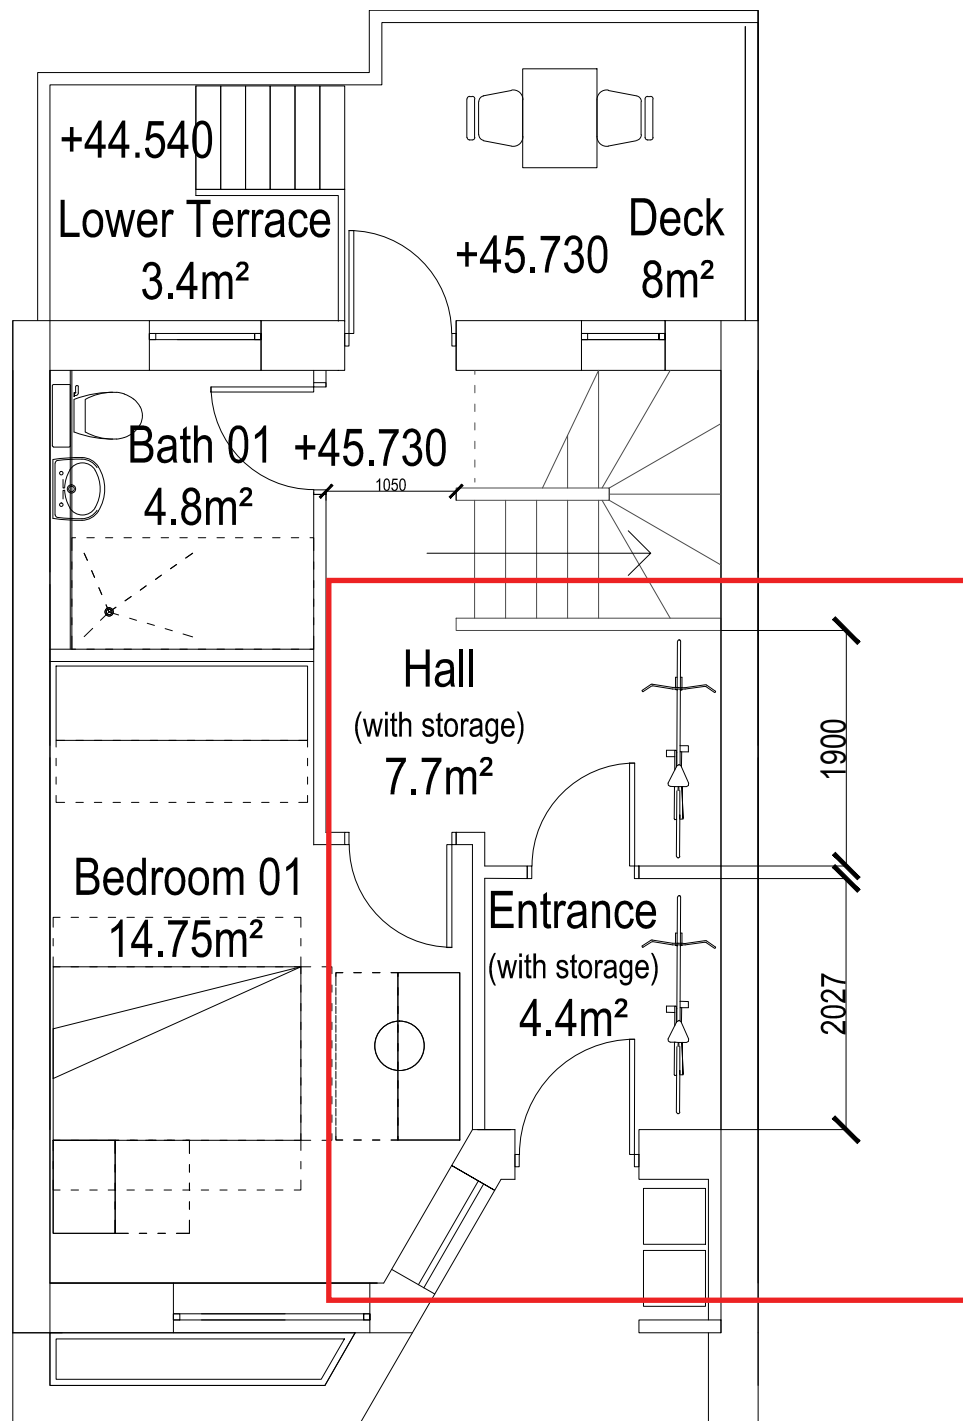 +44.540
Lower Terrace
3.4m²
Deck
8m²
+45.730
Bath 01
4.8m²
+45.730
1050
Hall
(with storage)
7.7m²
1900
Bedroom 01
14.75m²
Entrance
(with storage)
4.4m²
2027